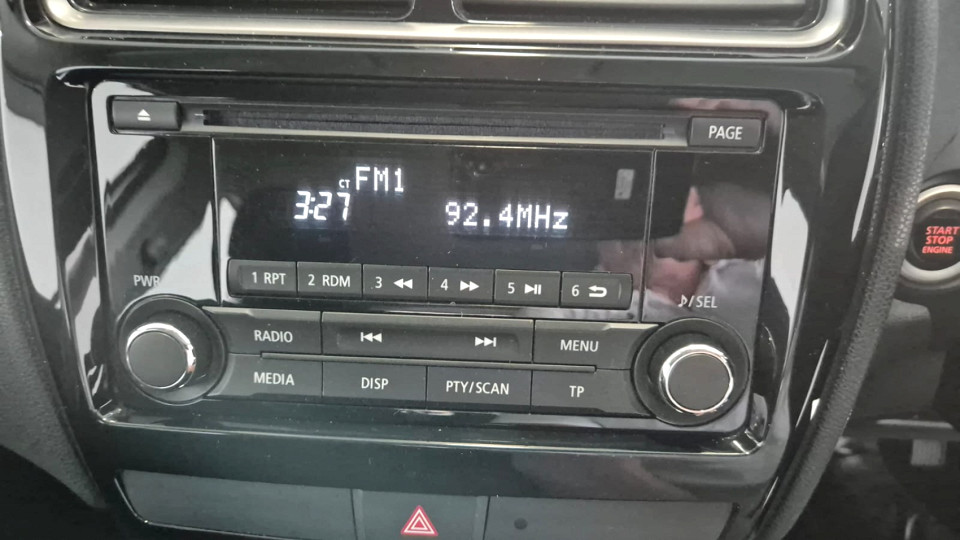 PAGE
CT FM1
3:27 92.4MHz
START
STOP
ENGINE
1 RPT 2 RDM 3 ◀◀ 4 ▶▶ 5 ▶II 6
PWR
♪/SEL
RADIO MENU
MEDIA DISP PTY/SCAN TP